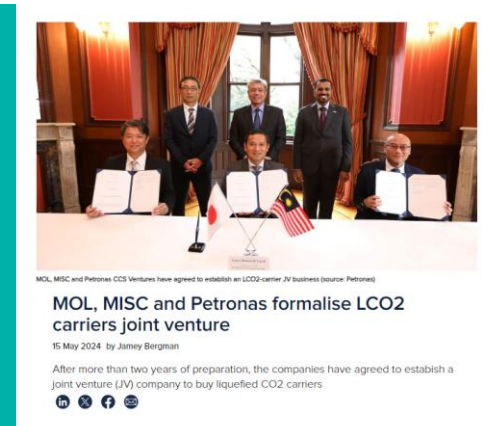 MOL, MISC and Petronas CCS Ventures have agreed to establish an LCO2-carrier JV business (source: Petronas)
MOL, MISC and Petronas formalise LCO2
carriers joint venture
15 May 2024 by Jamey Bergman
After more than two years of preparation, the companies have agreed to estabish a
joint venture (JV) company to buy liquefied CO2 carriers
in
X
f